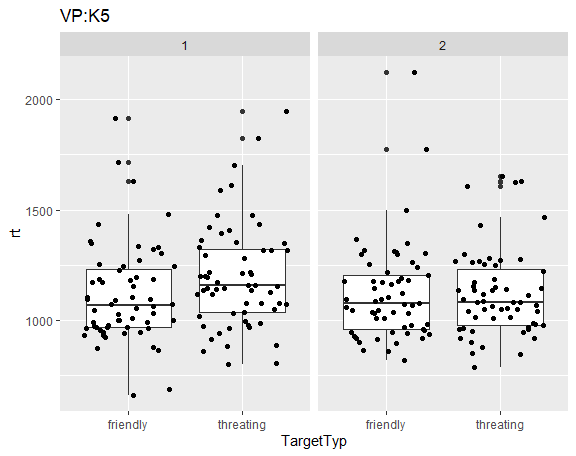 VP:K5
1 2
rt
2000
1500
1000
friendly threating friendly threating
TargetTyp